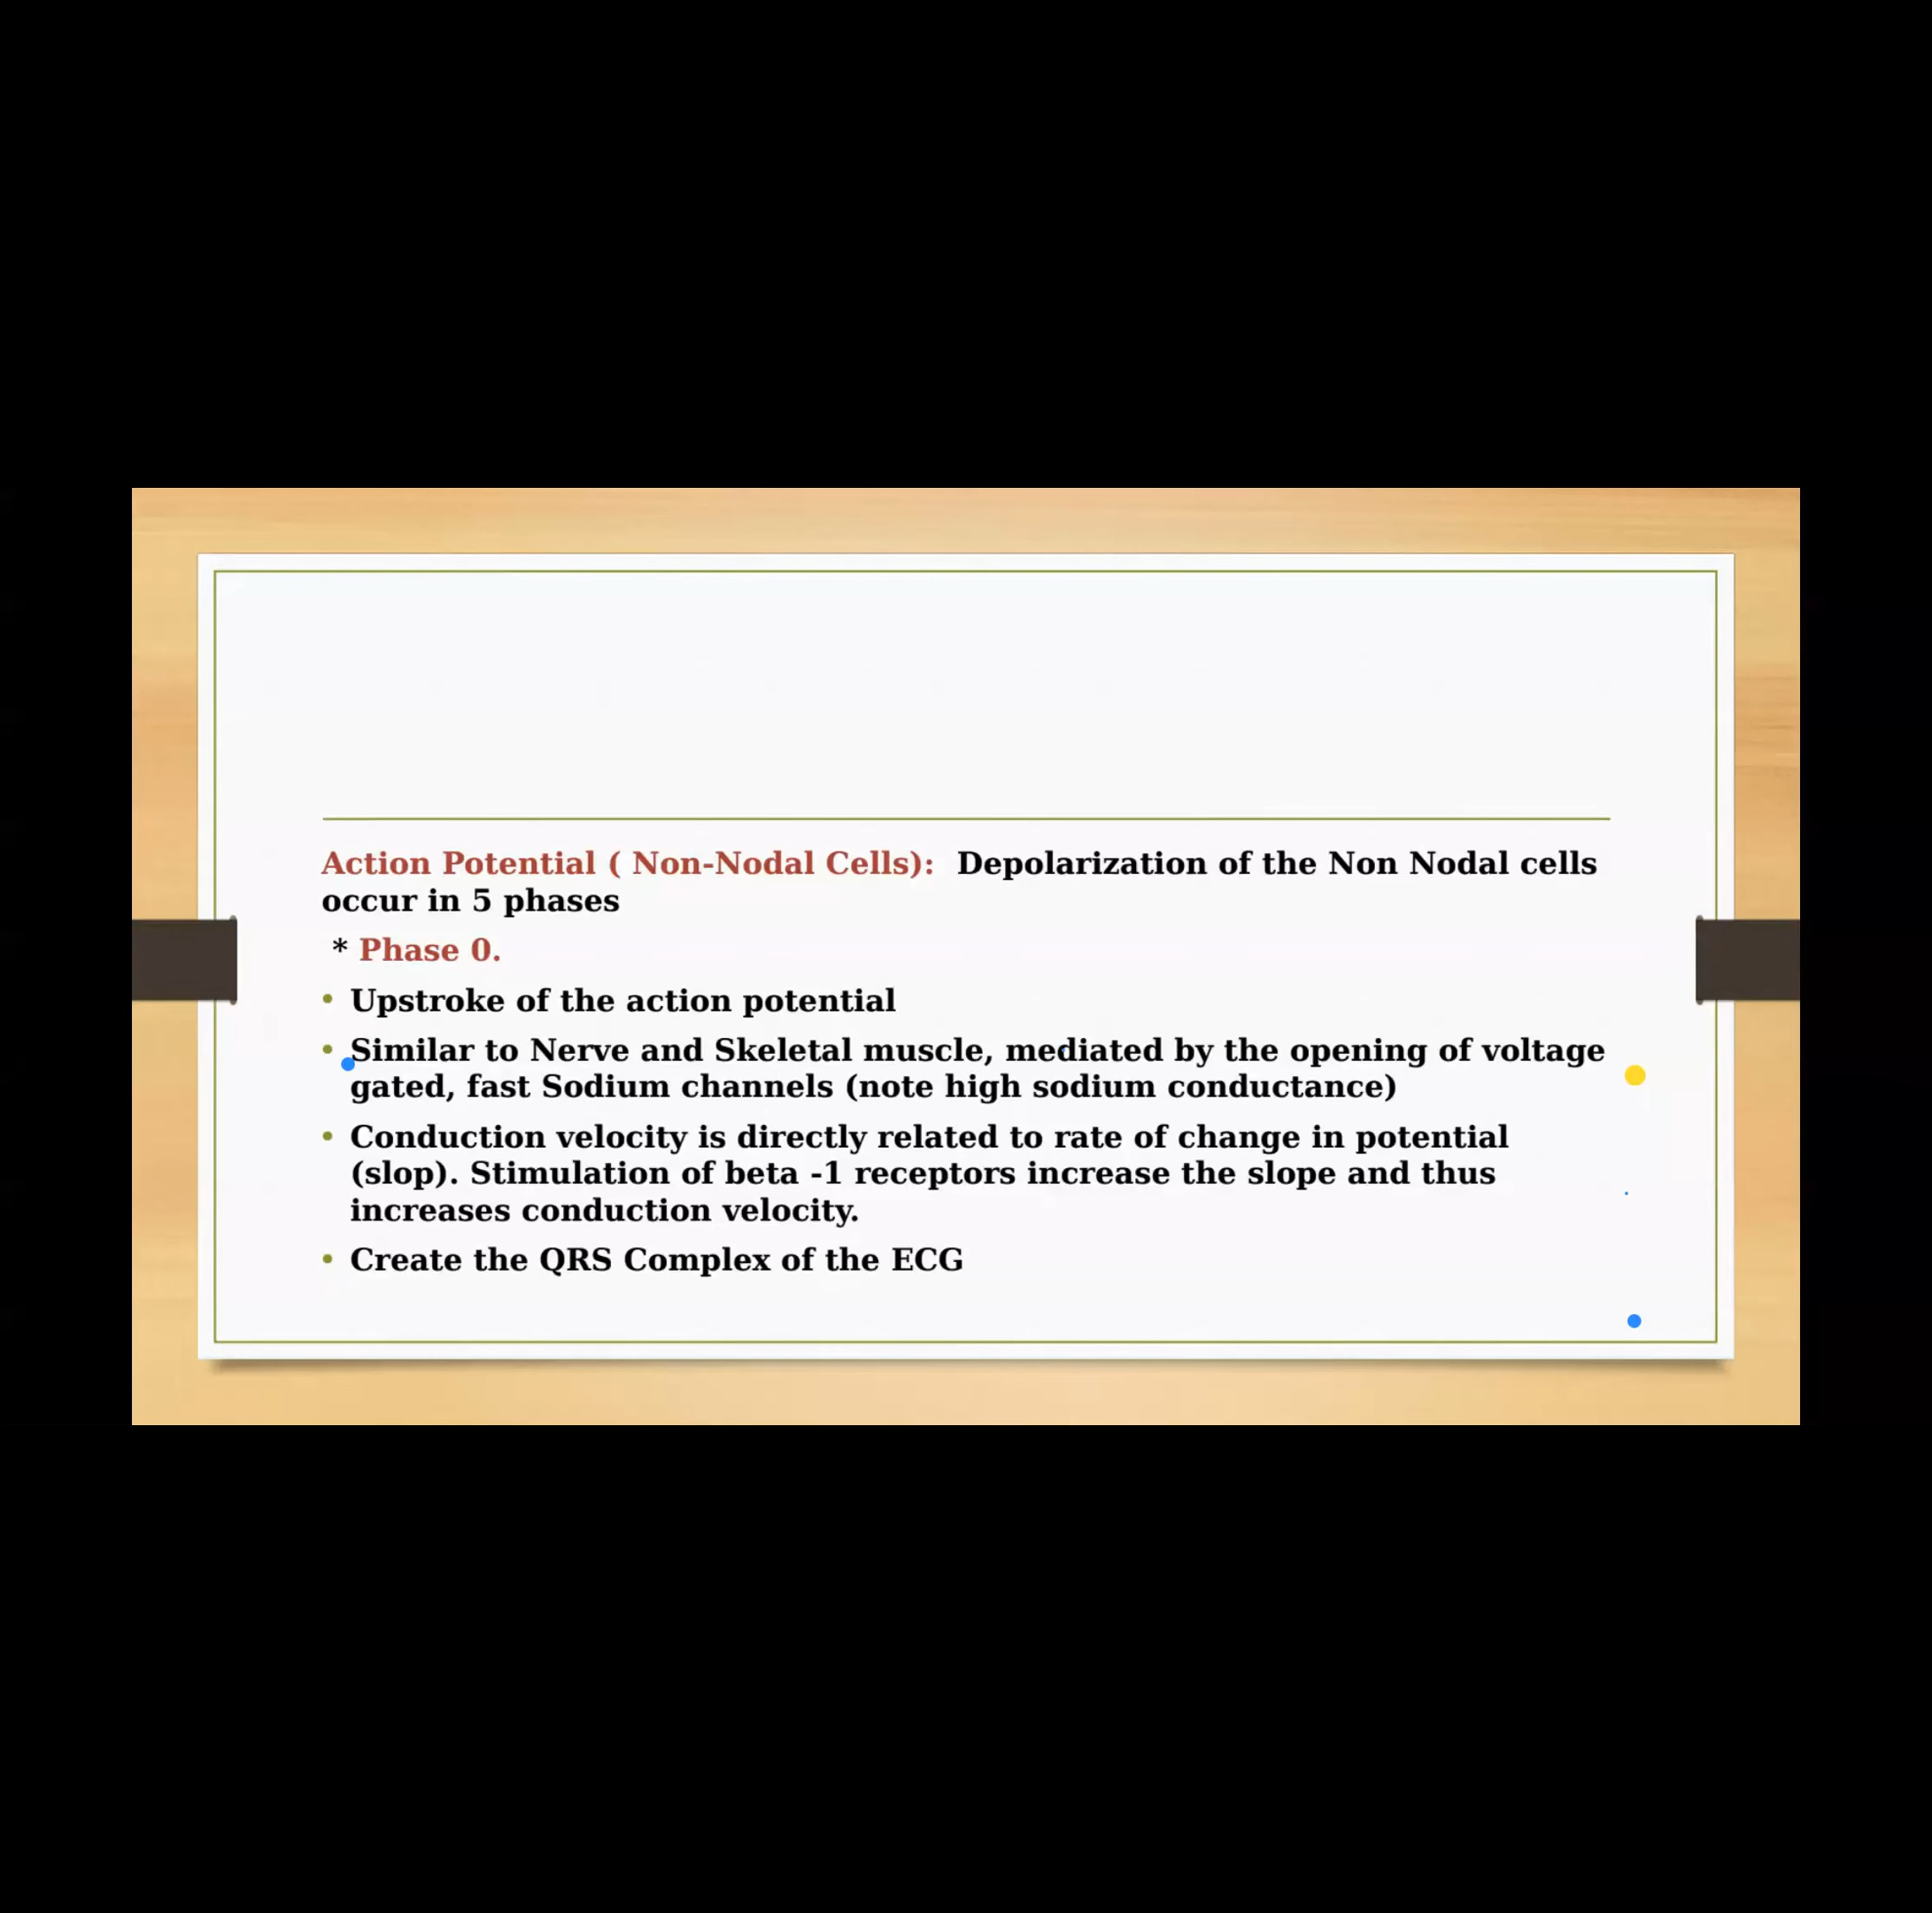 Action Potential ( Non-Nodal Cells):  Depolarization of the Non Nodal cells
occur in 5 phases
* Phase 0.
• Upstroke of the action potential
• Similar to Nerve and Skeletal muscle, mediated by the opening of voltage
gated, fast Sodium channels (note high sodium conductance)
• Conduction velocity is directly related to rate of change in potential
(slop). Stimulation of beta -1 receptors increase the slope and thus
increases conduction velocity.
• Create the QRS Complex of the ECG